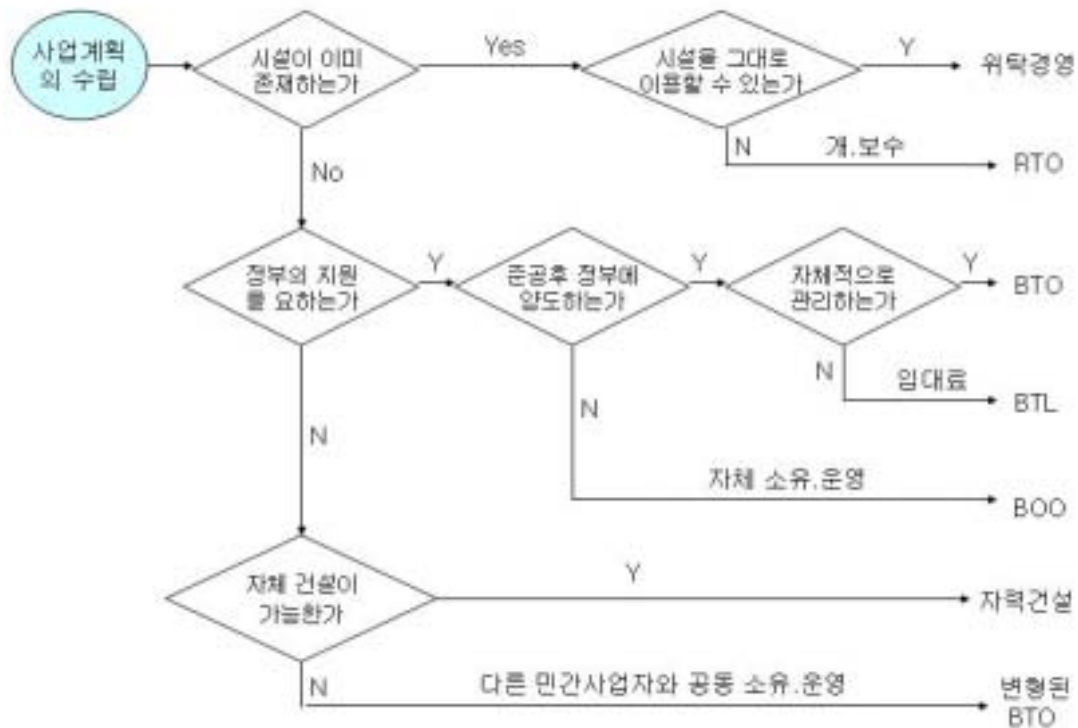 사업계획
의 수립
시설이 이미
존재하는가
Yes
시설을 그대로
이용할 수 있는가
Y
위탁경영
N
개.보수
RTO
No
정부의 지원
를 요하는가
Y
준공후 정부에
양도하는가
Y
자체적으로
관리하는가
Y
BTO
N
임대료
BTL
N
N
자체 소유.운영
BOO
자체 건설이
가능한가
Y
자력건설
N
다른 민간사업자와 공동 소유.운영
변형된
BTO